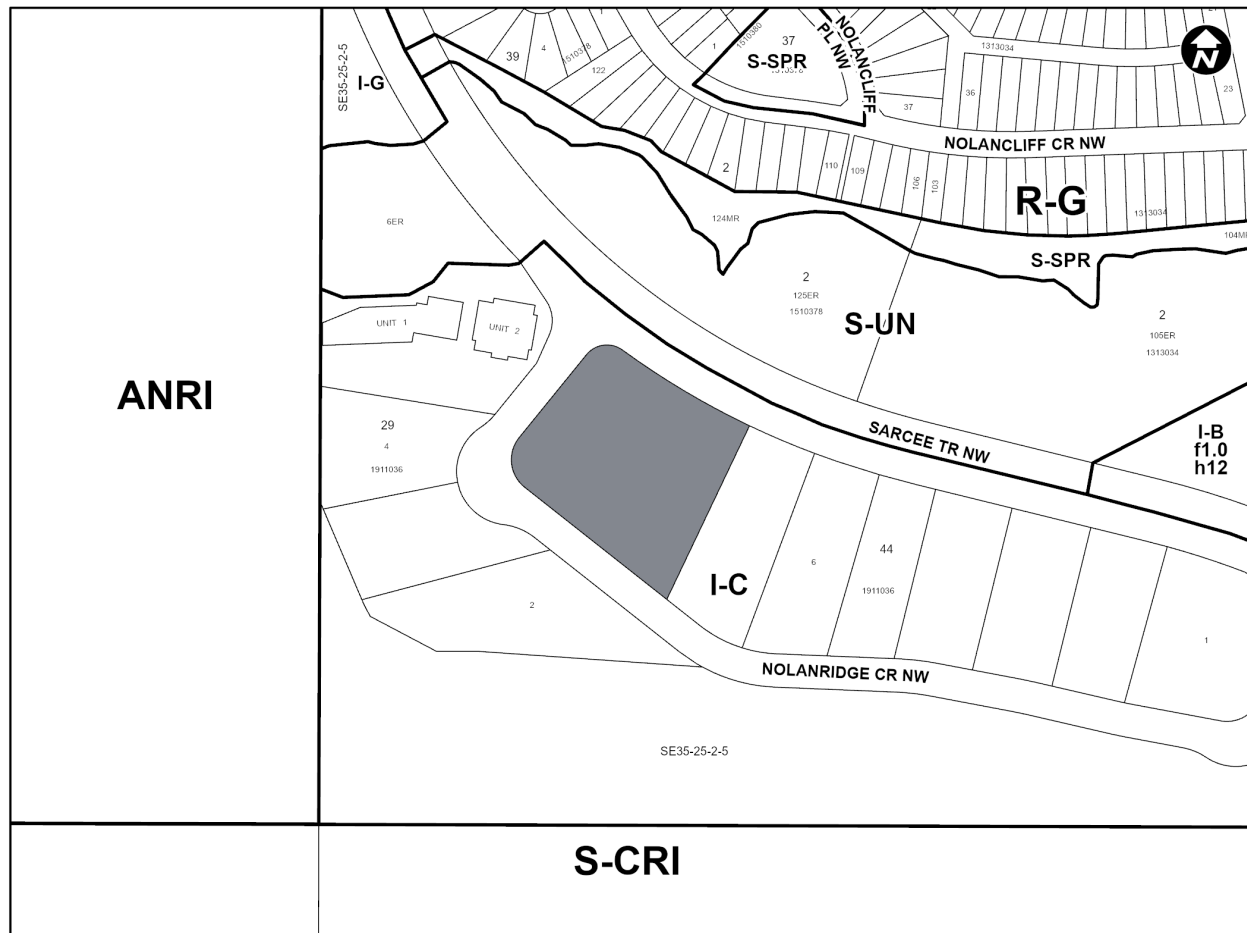 SE35-25-2-5
I-G
39
4
1510378
122
1
1
1510380
37
S-SPR
NOLANCLIFF
PL NW
37
1313034
36
23
N
NOLANCLIFF CR NW
2
110
109
106
103
R-G
1313034
6ER
124MR
S-SPR
2
125ER
1510378
S-UN
2
105ER
1313034
UNIT 1
UNIT 2
ANRI
SARCEE TR NW
I-B
f1.0
h12
29
4
1911036
I-C
6
44
1911036
2
1
NOLANRIDGE CR NW
SE35-25-2-5
S-CRI